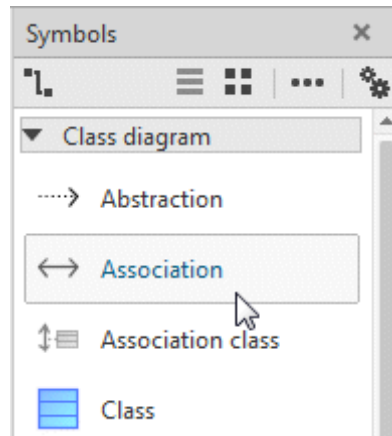 Symbols
Class diagram
Abstraction
Association
Association class
Class